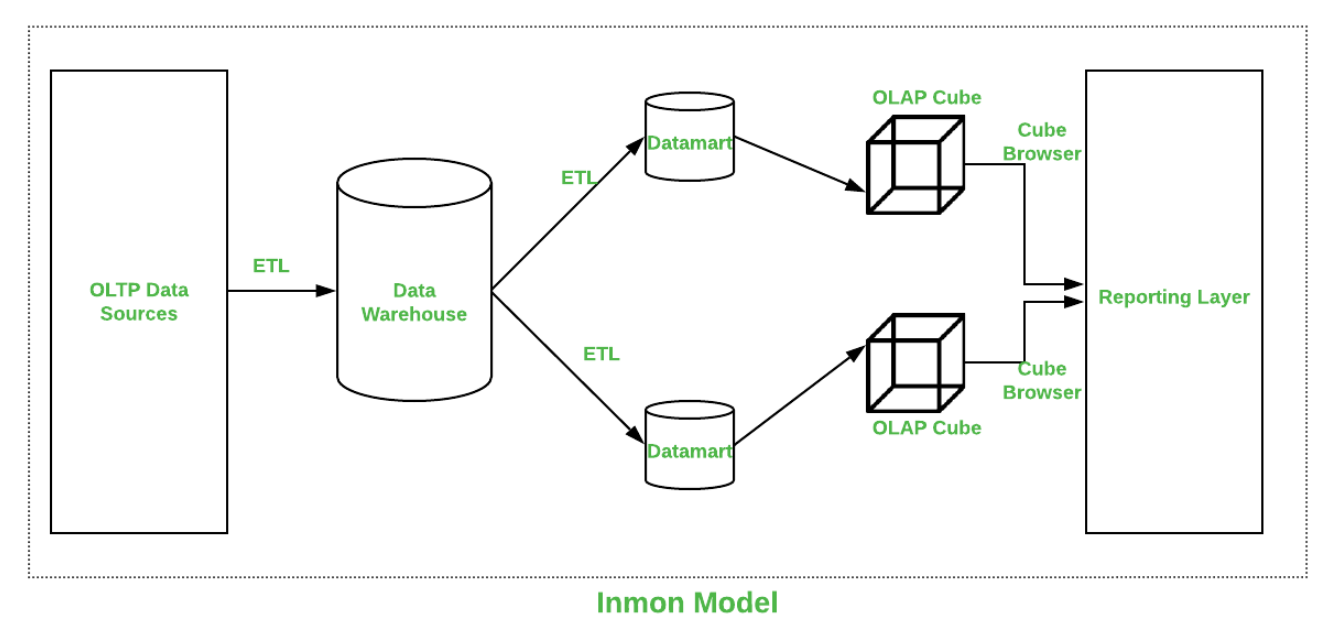 OLAP Cube
Cube
Browser
Datamart
ETL
ETL
OLTP Data
Sources
Data
Warehouse
Reporting Layer
ETL
Cube
Browser
OLAP Cube
Datamart
Inmon Model